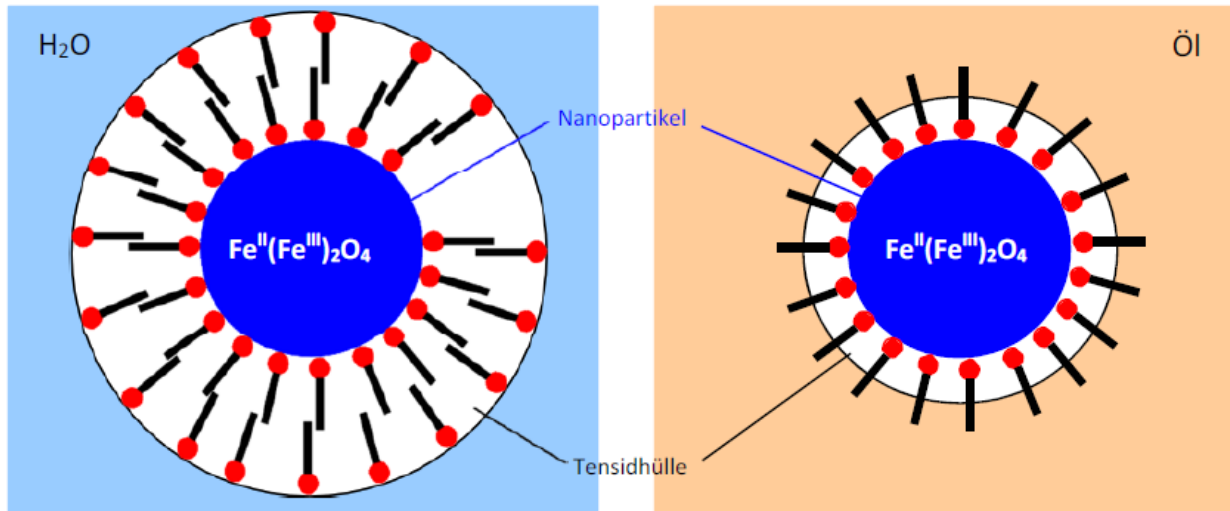 H₂O
Öl
Nanopartikel
Feᴵᴵ(Feᴵᴵᴵ)₂O₄
Feᴵᴵ(Feᴵᴵᴵ)₂O₄
Tensidhülle